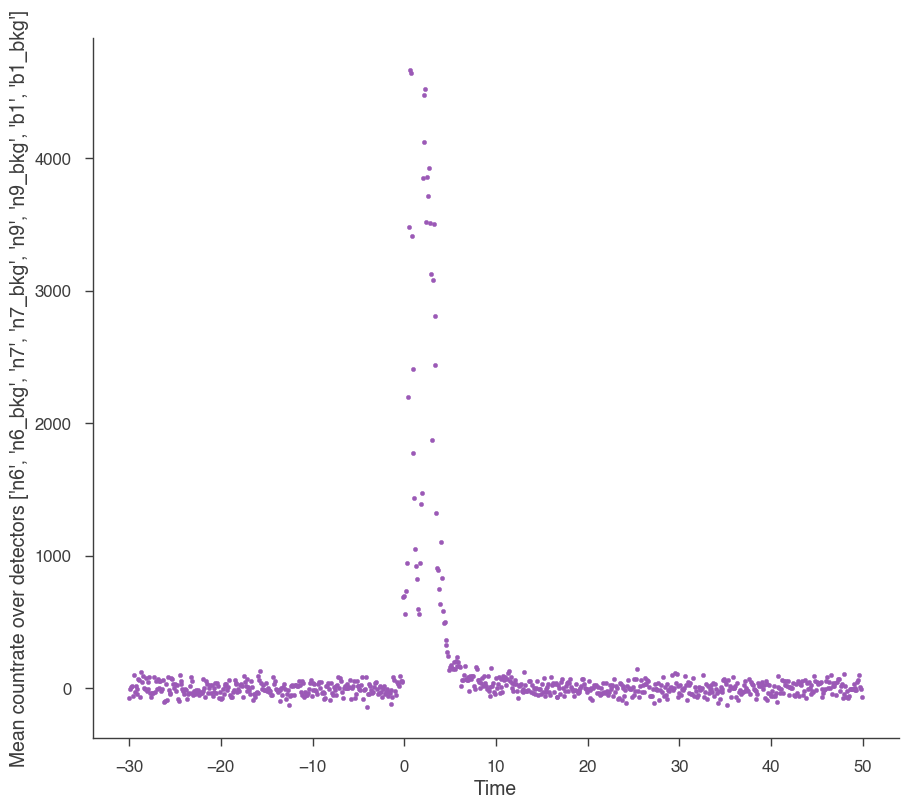 Mean countrate over detectors ['n6', 'n6_bkg', 'n7', 'n7_bkg', 'n9', 'n9_bkg', 'b1', 'b1_bkg']
4000
3000
2000
1000
0
−30 −20 −10 0 10 20 30 40 50
Time